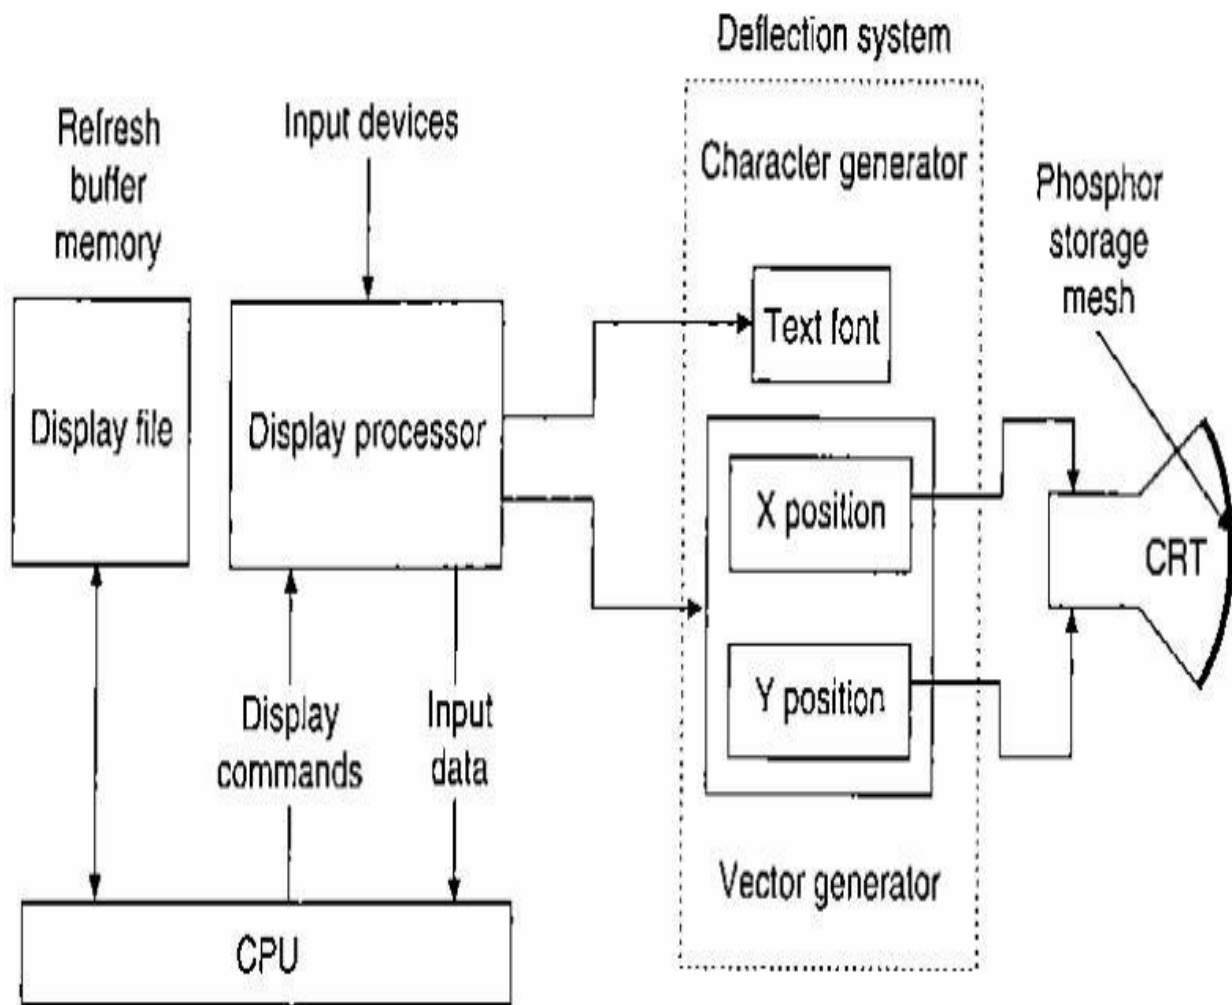 Deflection system
Refresh
buffer
memory
Input devices
Characler generator
Phosphor
storage
mesh
Text font
Display file
Display processor
X position
CRT
Y position
Display
commands
Input
data
Vector generator
CPU